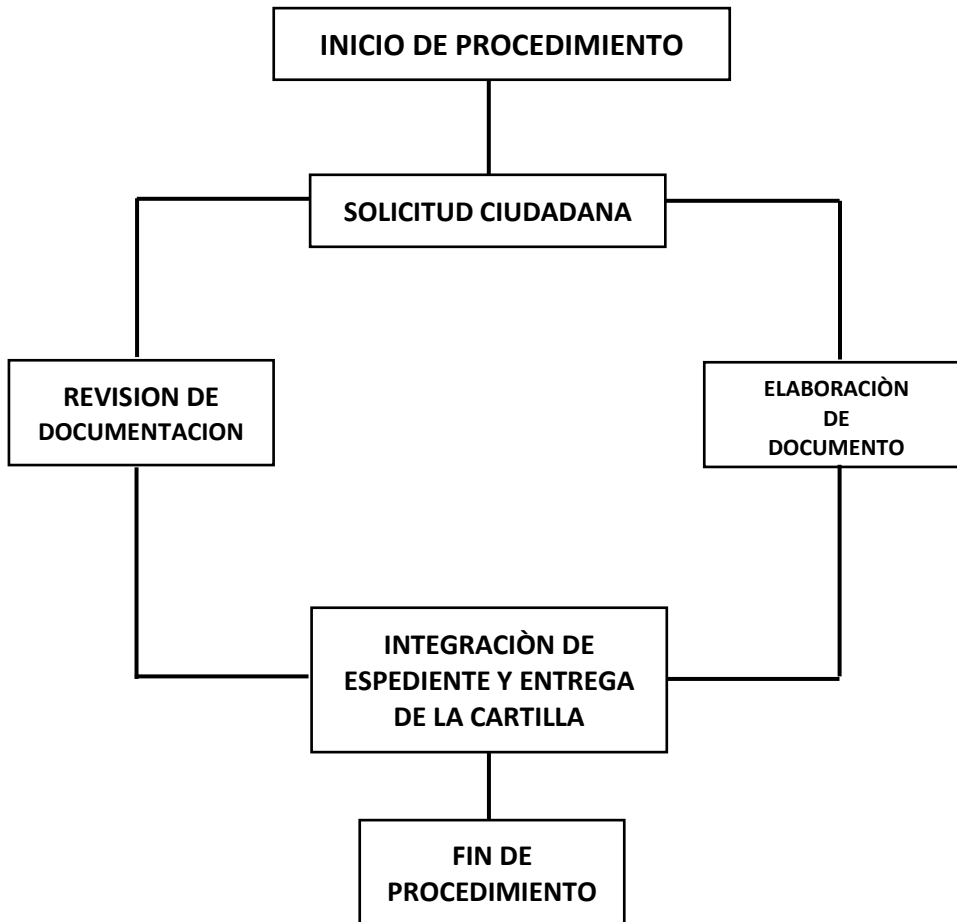 INICIO DE PROCEDIMIENTO
SOLICITUD CIUDADANA
REVISION DE
DOCUMENTACION
ELABORACIÒN
DE
DOCUMENTO
INTEGRACIÒN DE
ESPEDIENTE Y ENTREGA
DE LA CARTILLA
FIN DE
PROCEDIMIENTO